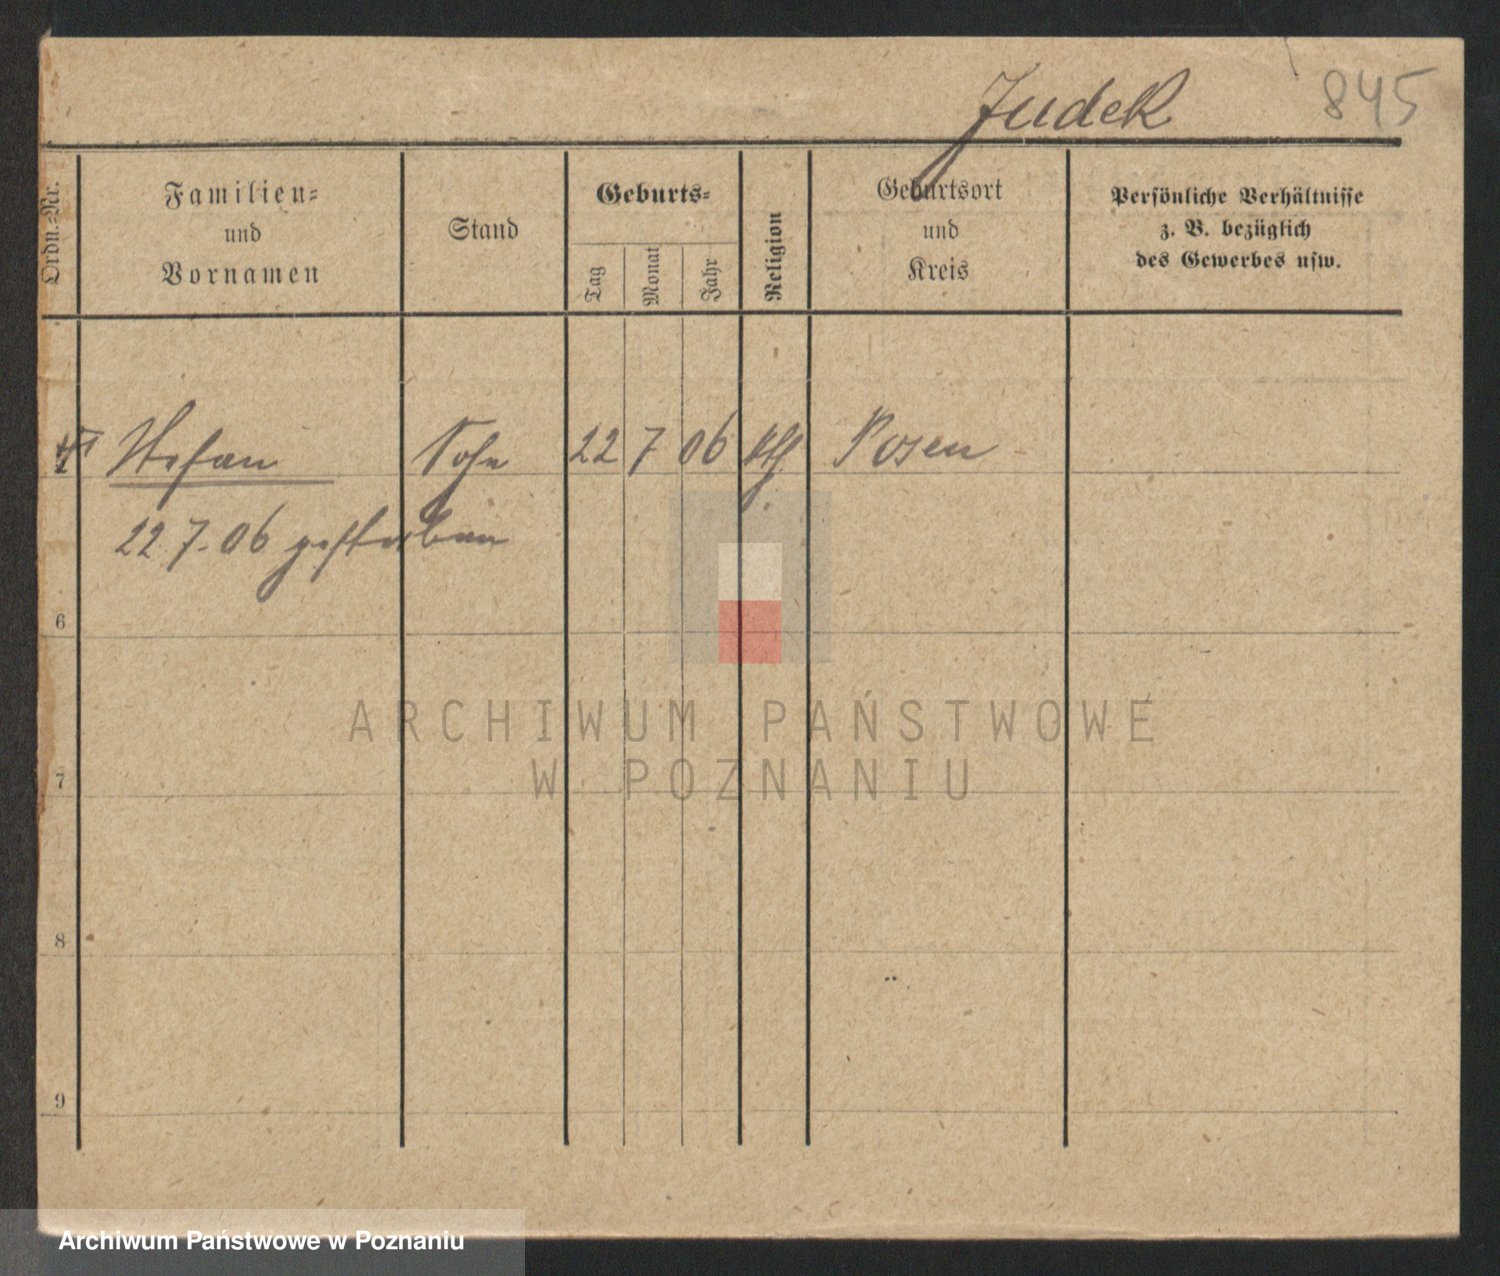 Judek 845
Ordn.-Nr.
Familien-
und
Vornamen
Stand
Geburts-
Tag
Monat
Jahr
Religion
Geburtsort
und
Kreis
Persönliche Verhältnisse
z. B. bezüglich
des Gewerbes usw.
Stefan Sohn 22 7 06 kth Posen
22.7.06 gestorben
6
ARCHIWUM PAŃSTWOWE
W POZNANIU
7
8
9
Archiwum Państwowe w Poznaniu